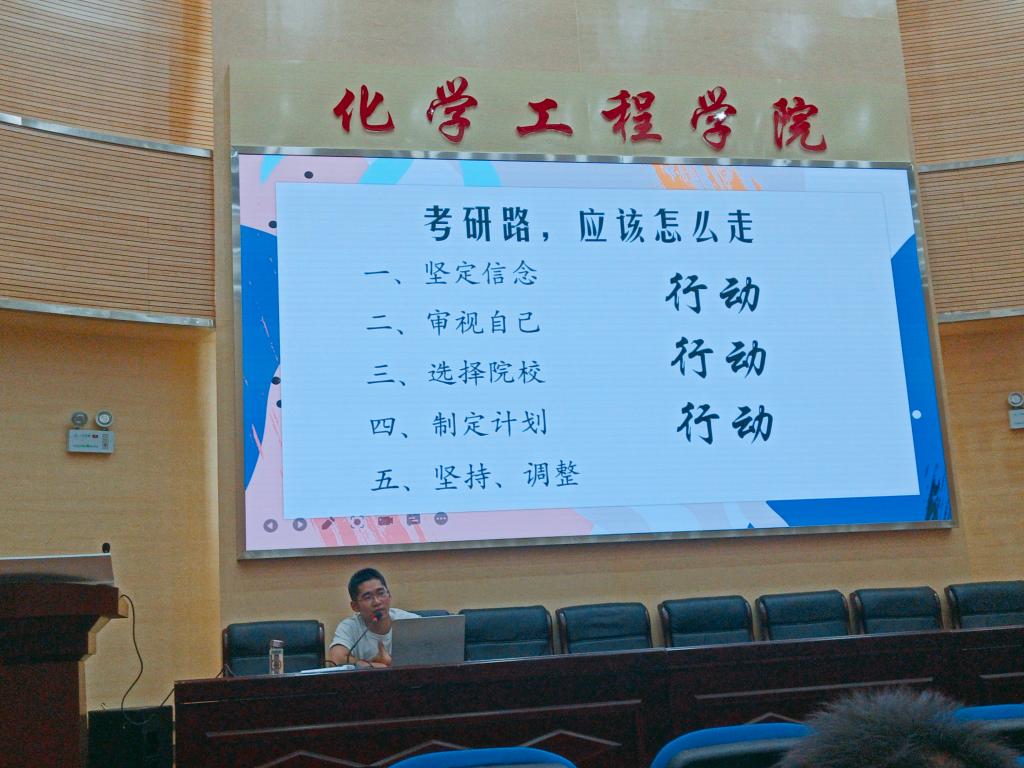 化学工程学院
考研路，应该怎么走
一、坚定信念
二、审视自己
三、选择院校
四、制定计划
五、坚持、调整
行动
行动
行动